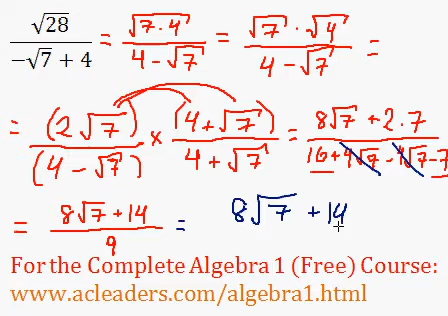 √28/(-√7 + 4) = √(7·4)/(4 - √7) = (√7 · √4)/(4 - √7) =
= (2√7)/(4 - √7) × (4 + √7)/(4 + √7) = (8√7 + 2·7)/(16 + 4√7 - 4√7 - 7)
= (8√7 + 14)/9 = 8√7 + 14
For the Complete Algebra 1 (Free) Course:
www.acleaders.com/algebra1.html